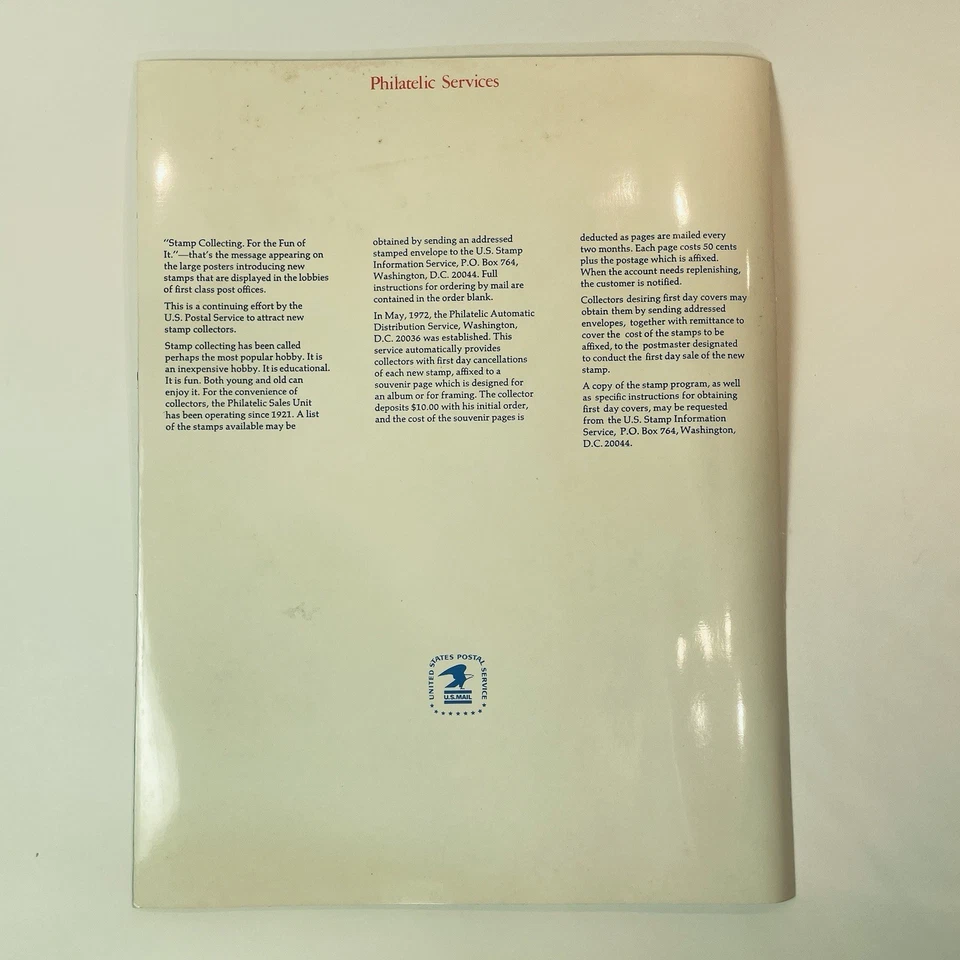 Philatelic Services
“Stamp Collecting. For the Fun of
It.”—that's the message appearing on
the large posters introducing new
stamps that are displayed in the lobbies
of first class post offices.
This is a continuing effort by the
U.S. Postal Service to attract new
stamp collectors.
Stamp collecting has been called
perhaps the most popular hobby. It is
an inexpensive hobby. It is educational.
It is fun. Both young and old can
enjoy it. For the convenience of
collectors, the Philatelic Sales Unit
has been operating since 1921. A list
of the stamps available may be
obtained by sending an addressed
stamped envelope to the U.S. Stamp
Information Service, P.O. Box 764,
Washington, D.C. 20044. Full
instructions for ordering by mail are
contained in the order blank.
In May, 1972, the Philatelic Automatic
Distribution Service, Washington,
D.C. 20036 was established. This
service automatically provides
collectors with first day cancellations
of each new stamp, affixed to a
souvenir page which is designed for
an album or for framing. The collector
deposits $10.00 with his initial order,
and the cost of the souvenir pages is
deducted as pages are mailed every
two months. Each page costs 50 cents
plus the postage which is affixed.
When the account needs replenishing,
the customer is notified.
Collectors desiring first day covers may
obtain them by sending addressed
envelopes, together with remittance to
cover the cost of the stamps to be
affixed, to the postmaster designated
to conduct the first day sale of the new
stamp.
A copy of the stamp program, as well
as specific instructions for obtaining
first day covers, may be requested
from the U.S. Stamp Information
Service, P.O. Box 764, Washington,
D.C. 20044.
UNITED STATES POSTAL SERVICE
U.S. MAIL